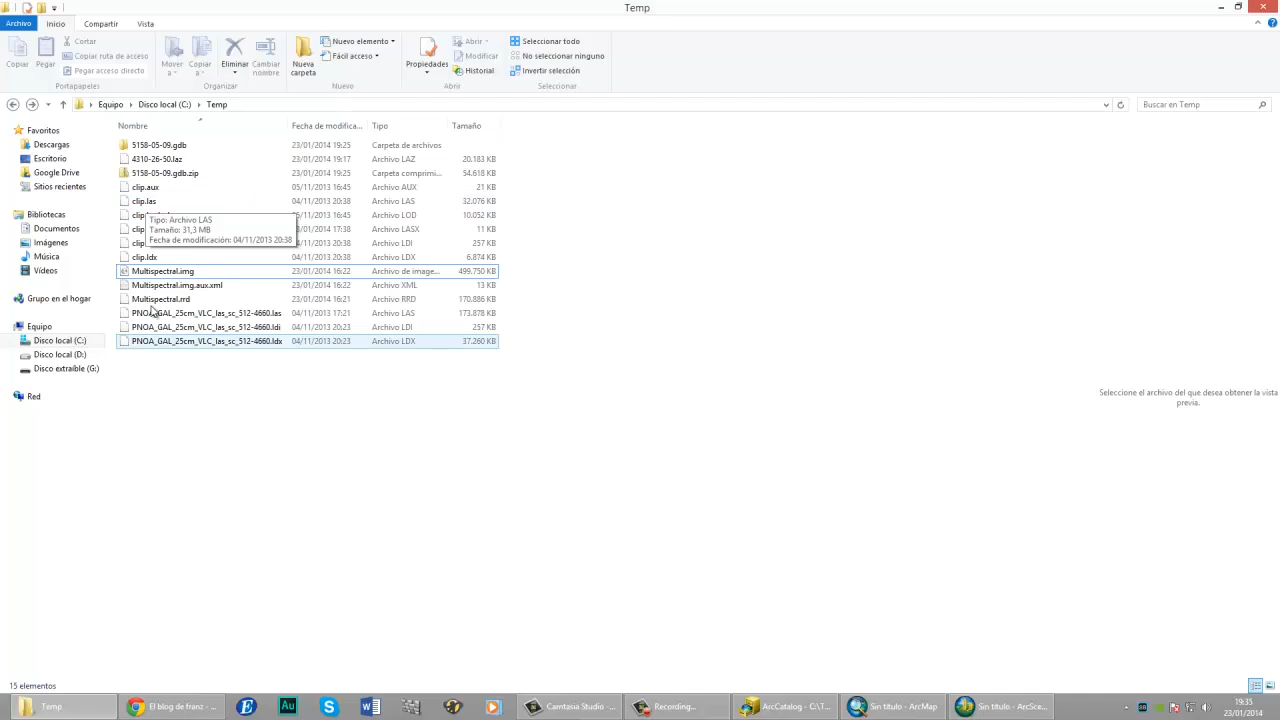 Temp
Archivo Inicio Compartir Vista
Copiar
Pegar
Cortar
Copiar ruta de acceso
Pegar acceso directo
Portapapeles
Mover a
Copiar a
Eliminar
Cambiar nombre
Organizar
Nueva carpeta
Nuevo elemento
Fácil acceso
Nuevo
Propiedades
Abrir
Modificar
Historial
Abrir
Seleccionar todo
No seleccionar ninguno
Invertir selección
Seleccionar
Equipo Disco local (C:) Temp
Buscar en Temp
Favoritos
Descargas
Escritorio
Google Drive
Sitios recientes
Bibliotecas
Documentos
Imágenes
Música
Vídeos
Grupo en el hogar
Equipo
Disco local (C:)
Disco local (D:)
Disco extraíble (G:)
Red
Nombre Fecha de modifica... Tipo Tamaño
5158-05-09.gdb 23/01/2014 19:25 Carpeta de archivos
4310-26-50.laz 23/01/2014 19:17 Archivo LAZ 20.183 KB
5158-05-09.gdb.zip 23/01/2014 19:25 Carpeta comprimi... 54.618 KB
clip.aux 05/11/2013 16:45 Archivo AUX 21 KB
clip.las 04/11/2013 20:38 Archivo LAS 32.076 KB
16:45 Archivo LOD 10.052 KB
17:38 Archivo LASX 11 KB
20:38 Archivo LDI 257 KB
clip.ldx 04/11/2013 20:38 Archivo LDX 6.874 KB
Multispectral.img 23/01/2014 16:22 Archivo de image... 499.750 KB
Multispectral.img.aux.xml 23/01/2014 16:22 Archivo XML 13 KB
Multispectral.rrd 23/01/2014 16:21 Archivo RRD 170.886 KB
PNOA_GAL_25cm_VLC_las_sc_512-4660.las 04/11/2013 17:21 Archivo LAS 173.878 KB
PNOA_GAL_25cm_VLC_las_sc_512-4660.ldi 04/11/2013 20:23 Archivo LDI 257 KB
PNOA_GAL_25cm_VLC_las_sc_512-4660.ldx 04/11/2013 20:23 Archivo LDX 37.260 KB
Tipo: Archivo LAS
Tamaño: 31,3 MB
Fecha de modificación: 04/11/2013 20:38
Seleccione el archivo del que desea obtener la vista
previa.
15 elementos
Temp
El blog de franz - ...
Camtasia Studio - ...
Recording...
ArcCatalog - C:\T...
Sin título - ArcMap
Sin título - ArcSce...
19:35
23/01/2014